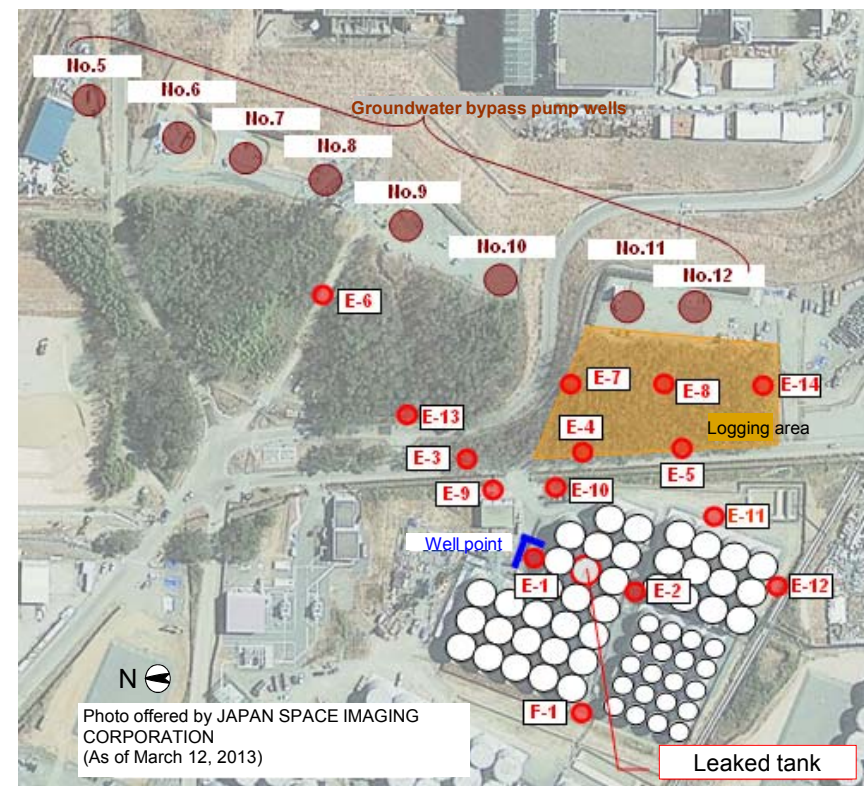 No.5
No.6
No.7
Groundwater bypass pump wells
No.8
No.9
No.10
No.11
No.12
E-6
E-7
E-8
E-14
E-13
Logging area
E-4
E-3
E-5
E-9
E-10
E-11
Well point
E-1
E-2
E-12
N
F-1
Photo offered by JAPAN SPACE IMAGING
CORPORATION
(As of March 12, 2013)
Leaked tank